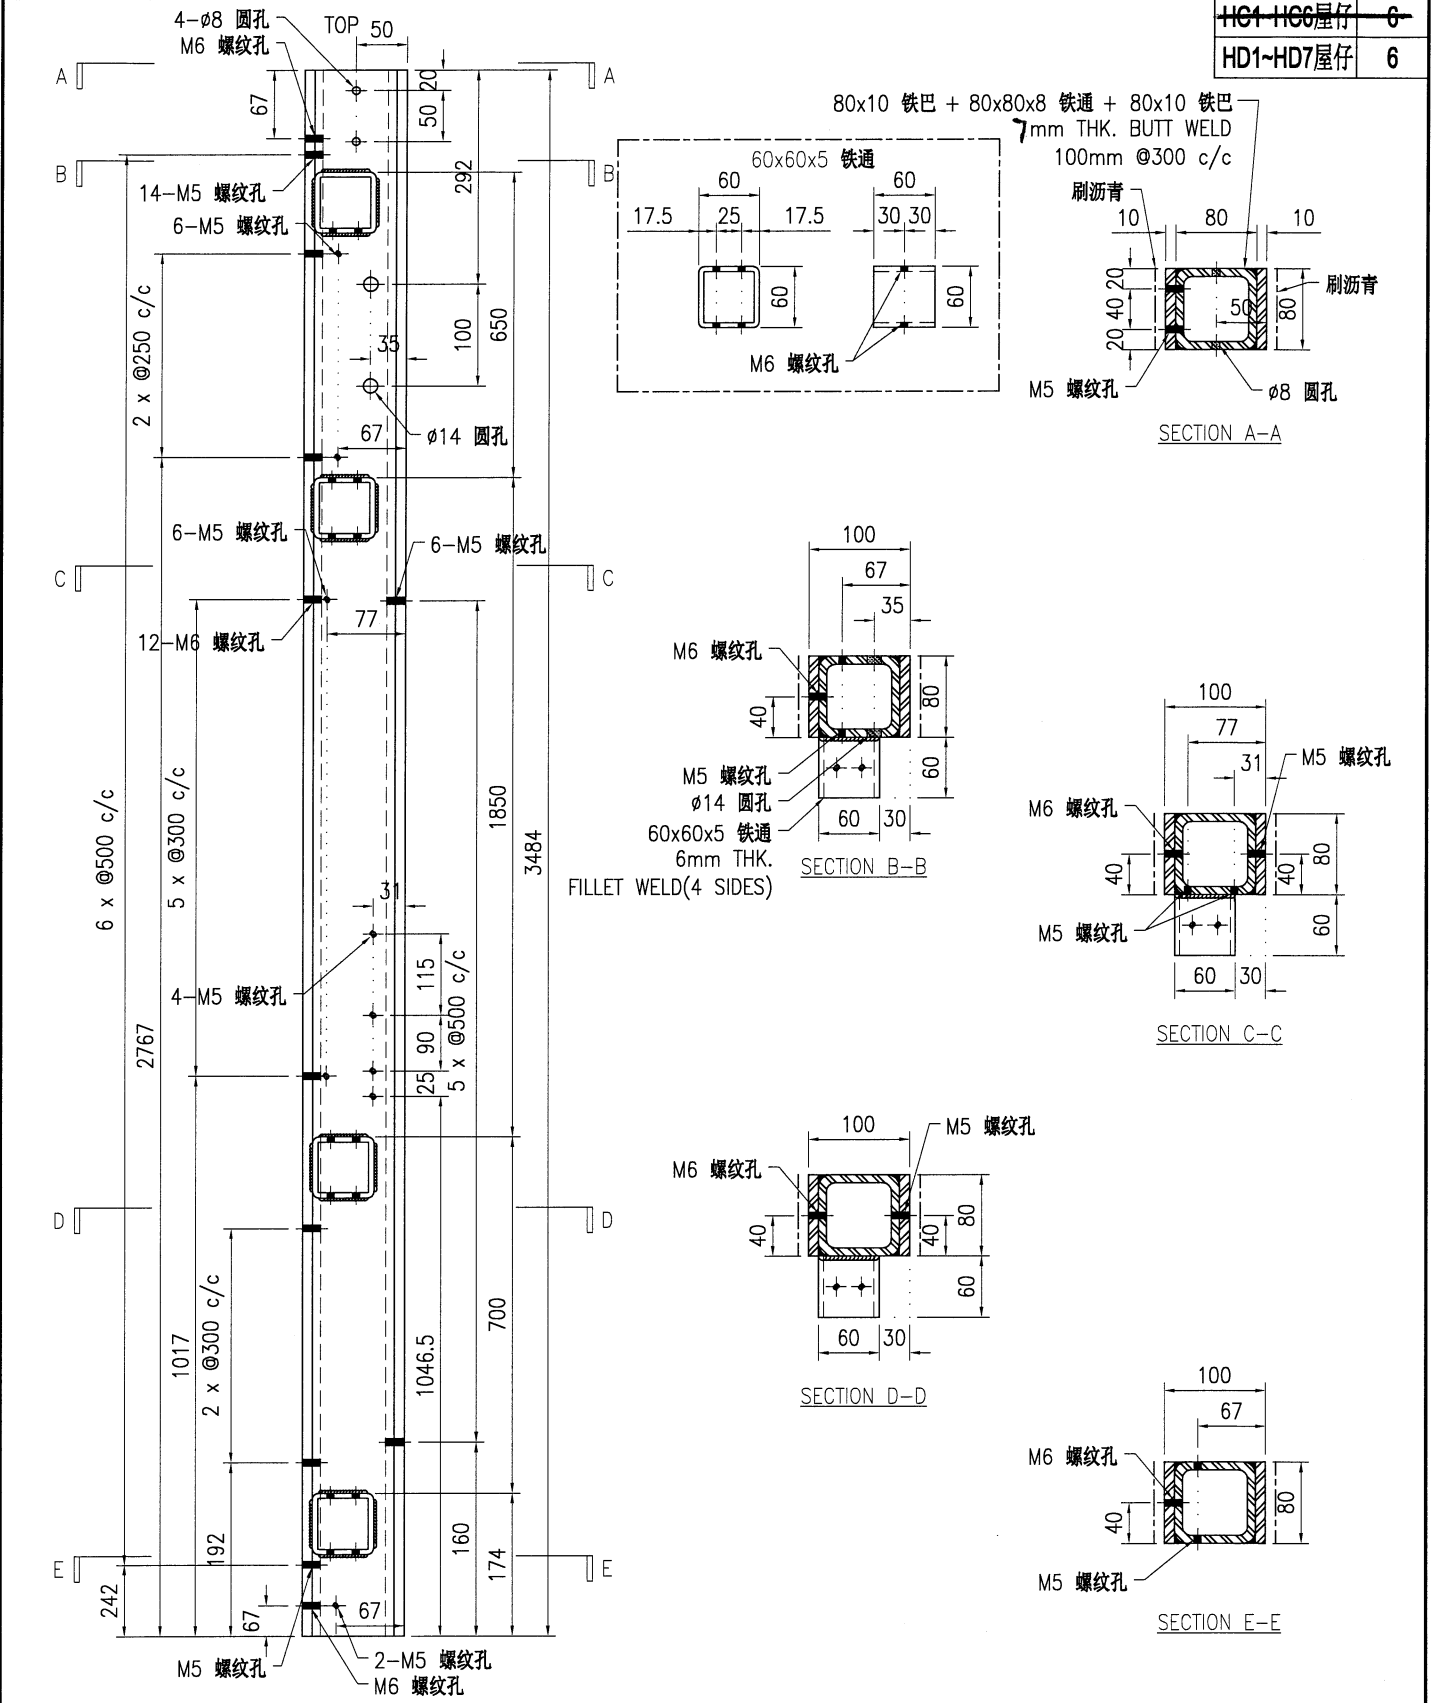 HC1~HC6屋仔 6
HD1~HD7屋仔 6
4-ø8 圆孔
TOP
50
M6 螺纹孔
A
A
20
67
50
B
B
292
14-M5 螺纹孔
6-M5 螺纹孔
2 x @250 c/c
100
650
35
67
ø14 圆孔
6-M5 螺纹孔
6-M5 螺纹孔
C
C
77
12-M6 螺纹孔
6 x @500 c/c
5 x @300 c/c
1850
3484
31
4-M5 螺纹孔
115
90
25
5 x @500 c/c
2767
D
D
1017
2 x @300 c/c
1046.5
700
192
160
174
E
E
242
67
67
M5 螺纹孔
2-M5 螺纹孔
M6 螺纹孔
60x60x5 铁通
60
60
17.5
25
17.5
30
30
60
60
M6 螺纹孔
80x10 铁巴 + 80x80x8 铁通 + 80x10 铁巴
7mm THK. BUTT WELD
100mm @300 c/c
刷沥青
10
80
10
20
40
20
50
80
刷沥青
M5 螺纹孔
ø8 圆孔
SECTION A-A
100
67
35
M6 螺纹孔
40
80
M5 螺纹孔
60
ø14 圆孔
60x60x5 铁通
60
30
6mm THK.
FILLET WELD(4 SIDES)
SECTION B-B
100
77
31
M5 螺纹孔
M6 螺纹孔
40
40
80
M5 螺纹孔
60
60
30
SECTION C-C
100
M5 螺纹孔
M6 螺纹孔
40
40
80
60
60
30
SECTION D-D
100
67
M6 螺纹孔
40
80
M5 螺纹孔
SECTION E-E